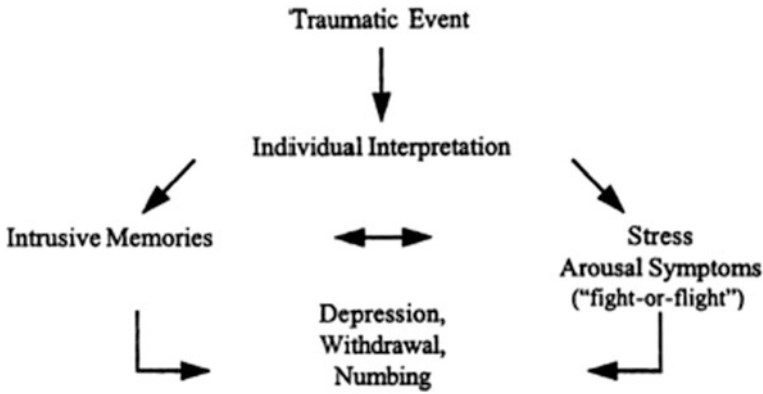 Traumatic Event
Individual Interpretation
Intrusive Memories
Stress
Arousal Symptoms
("fight-or-flight")
Depression,
Withdrawal,
Numbing